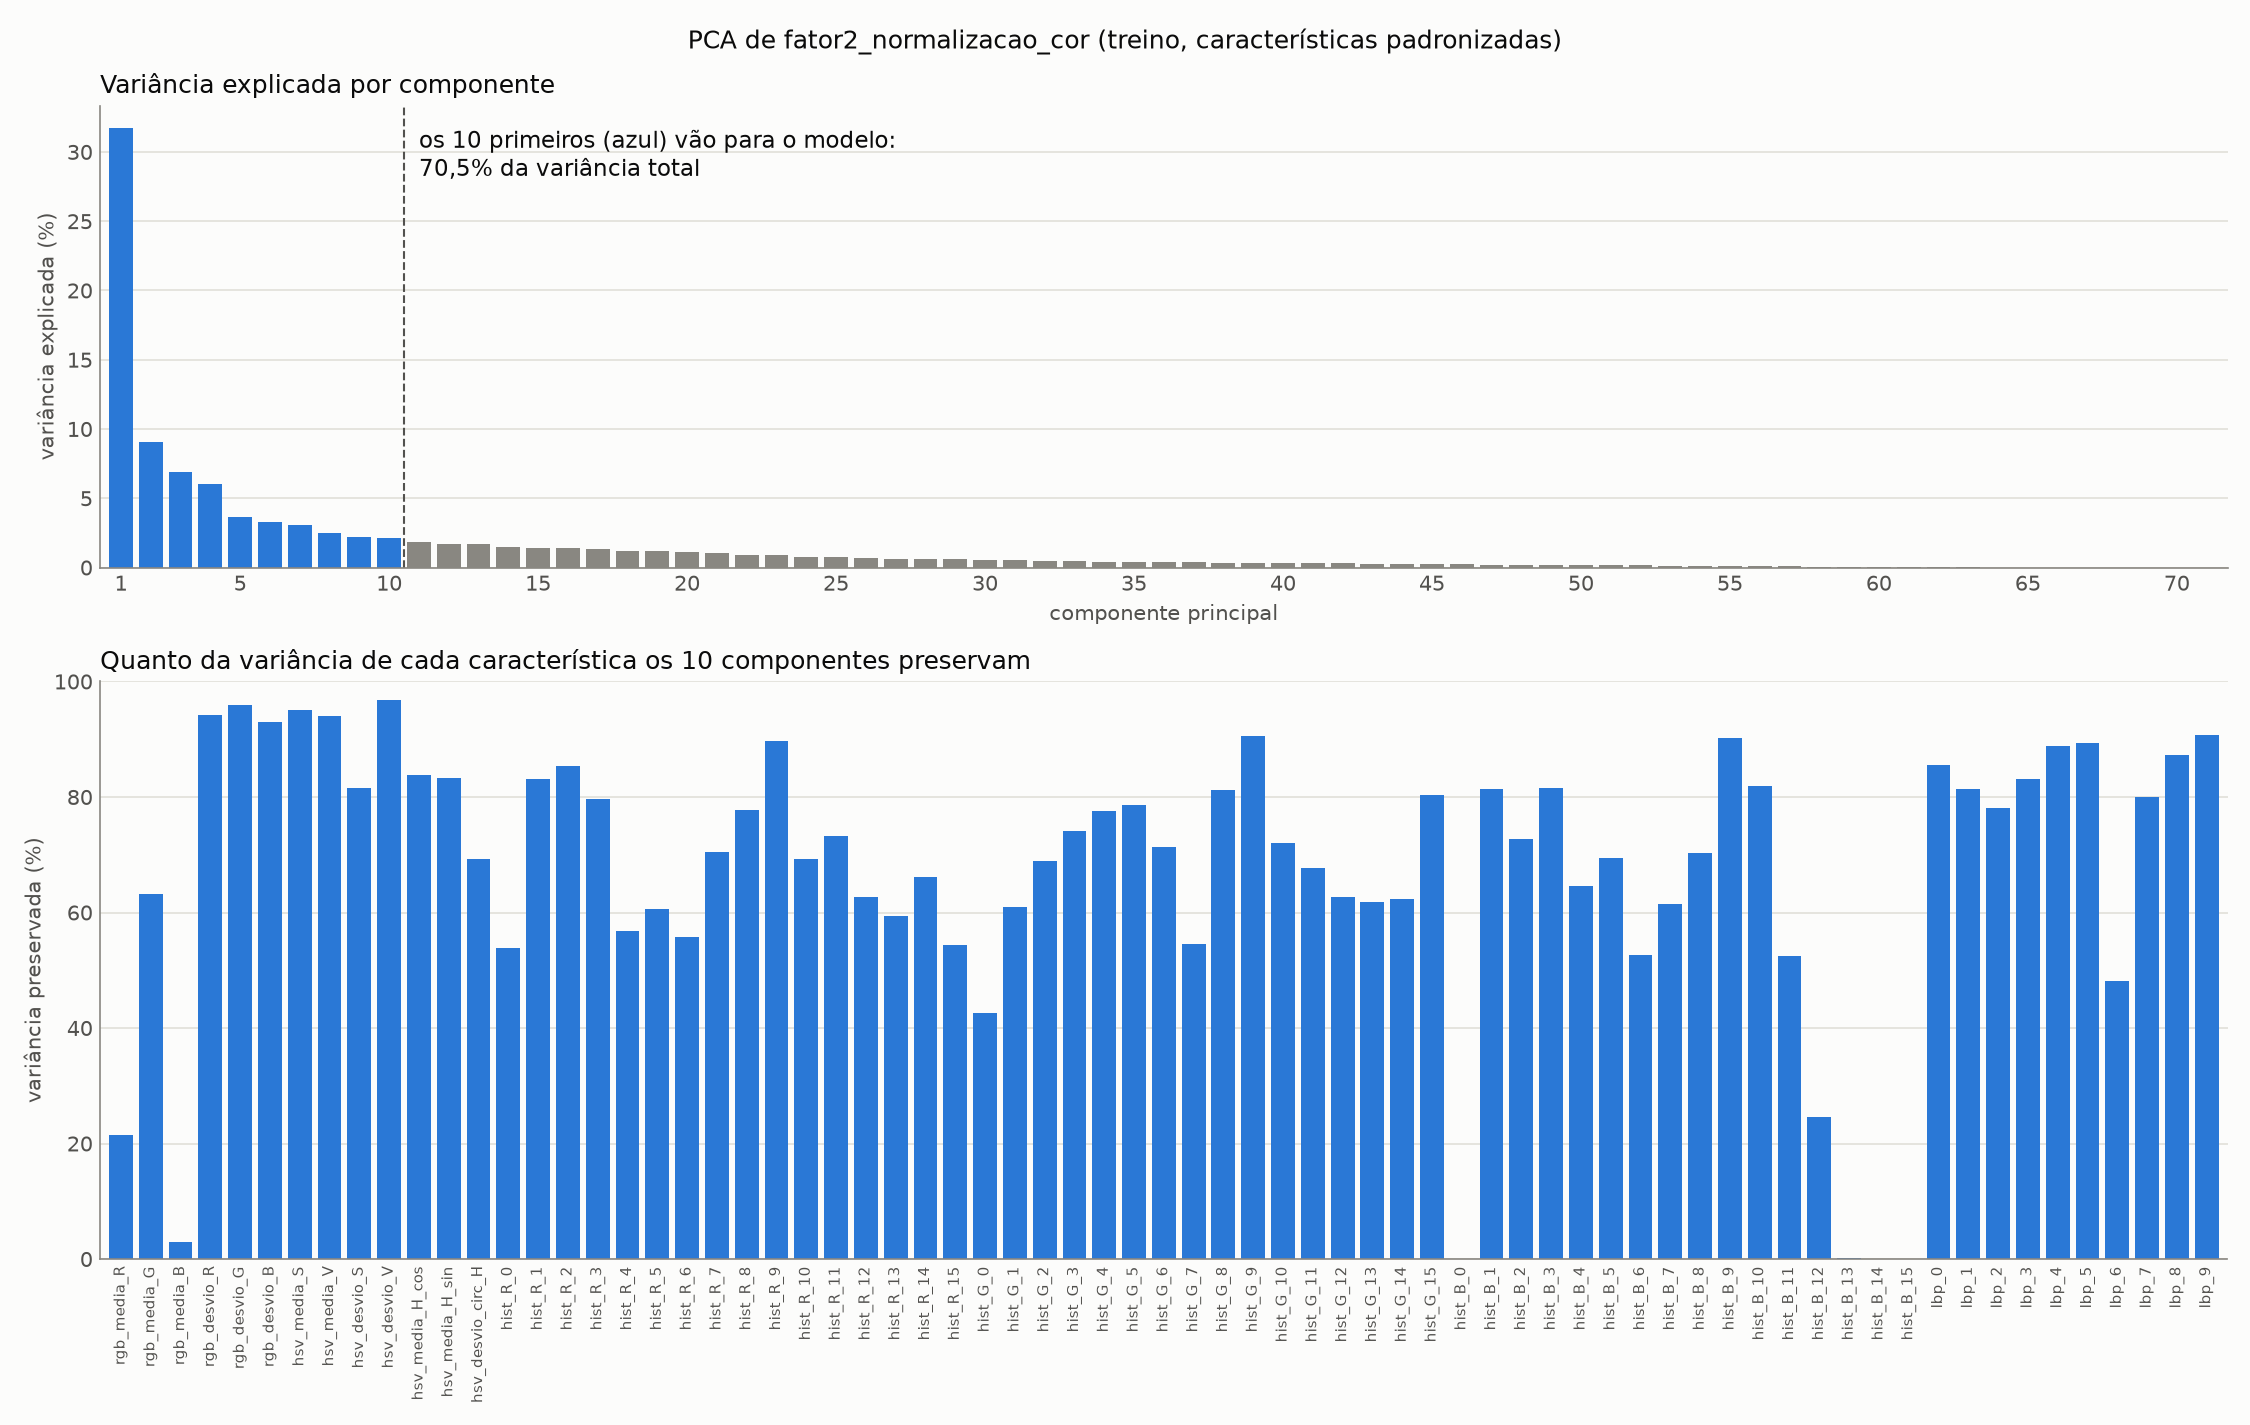 PCA de fator2_normalizacao_cor (treino, características padronizadas)
Variância explicada por componente
os 10 primeiros (azul) vão para o modelo:
70,5% da variância total
variância explicada (%)
30
25
20
15
10
5
0
1 5 10 15 20 25 30 35 40 45 50 55 60 65 70
componente principal
Quanto da variância de cada característica os 10 componentes preservam
variância preservada (%)
100
80
60
40
20
0
rgb_media_R
rgb_media_G
rgb_media_B
rgb_desvio_R
rgb_desvio_G
rgb_desvio_B
hsv_media_S
hsv_media_V
hsv_desvio_S
hsv_desvio_V
hsv_media_H_cos
hsv_media_H_sin
hsv_desvio_circ_H
hist_R_0
hist_R_1
hist_R_2
hist_R_3
hist_R_4
hist_R_5
hist_R_6
hist_R_7
hist_R_8
hist_R_9
hist_R_10
hist_R_11
hist_R_12
hist_R_13
hist_R_14
hist_R_15
hist_G_0
hist_G_1
hist_G_2
hist_G_3
hist_G_4
hist_G_5
hist_G_6
hist_G_7
hist_G_8
hist_G_9
hist_G_10
hist_G_11
hist_G_12
hist_G_13
hist_G_14
hist_G_15
hist_B_0
hist_B_1
hist_B_2
hist_B_3
hist_B_4
hist_B_5
hist_B_6
hist_B_7
hist_B_8
hist_B_9
hist_B_10
hist_B_11
hist_B_12
hist_B_13
hist_B_14
hist_B_15
lbp_0
lbp_1
lbp_2
lbp_3
lbp_4
lbp_5
lbp_6
lbp_7
lbp_8
lbp_9